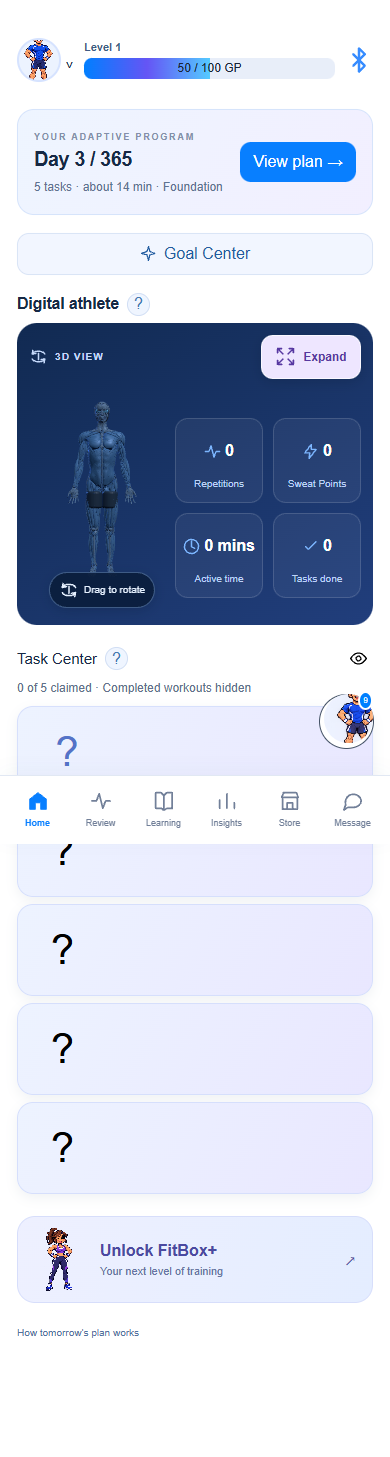 Level 1
v
50 / 100 GP
YOUR ADAPTIVE PROGRAM
Day 3 / 365
5 tasks · about 14 min · Foundation
View plan →
Goal Center
Digital athlete ?
3D VIEW
Expand
0
Repetitions
0
Sweat Points
0 mins
Active time
0
Tasks done
Drag to rotate
Task Center ?
0 of 5 claimed · Completed workouts hidden
9
?
Home
Review
Learning
Insights
Store
Message
?
?
?
?
Unlock FitBox+
Your next level of training
↗
How tomorrow's plan works